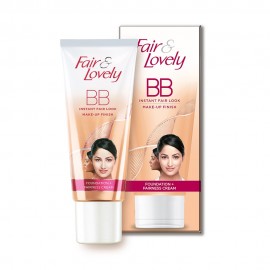 Fair &
Lovely
BB
INSTANT FAIR LOOK
MAKE-UP FINISH
FOUNDATION +
FAIRNESS CREAM
Fair &
Lovely
BB
INSTANT FAIR LOOK
MAKE-UP FINISH
FOUNDATION +
FAIRNESS CREAM